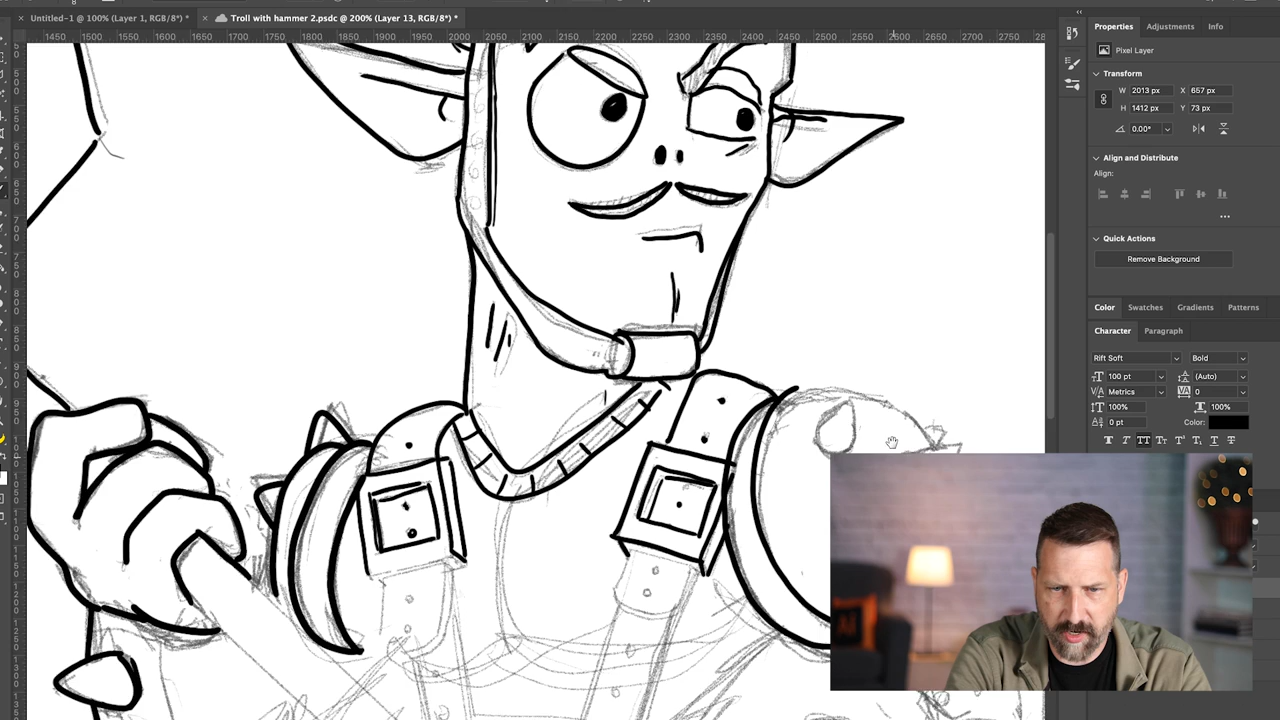 Untitled-1 @ 100% (Layer 1, RGB/8*) *
Troll with hammer 2.psdc @ 200% (Layer 13, RGB/8*) *
1450 1500 1550 1600 1650 1700 1750 1800 1850 1900 1950 2000 2050 2100 2150 2200 2250 2300 2350 2400 2450 2500 2550 2600 2650 2700 2750
Properties Adjustments Info
Pixel Layer
Transform
W 2013 px X 657 px
H 1412 px Y 73 px
0.00°
Align and Distribute
Align:
Quick Actions
Remove Background
Color Swatches Gradients Patterns
Character Paragraph
Rift Soft Bold
100 pt (Auto)
Metrics 0
100% 100%
0 pt Color:
Ai